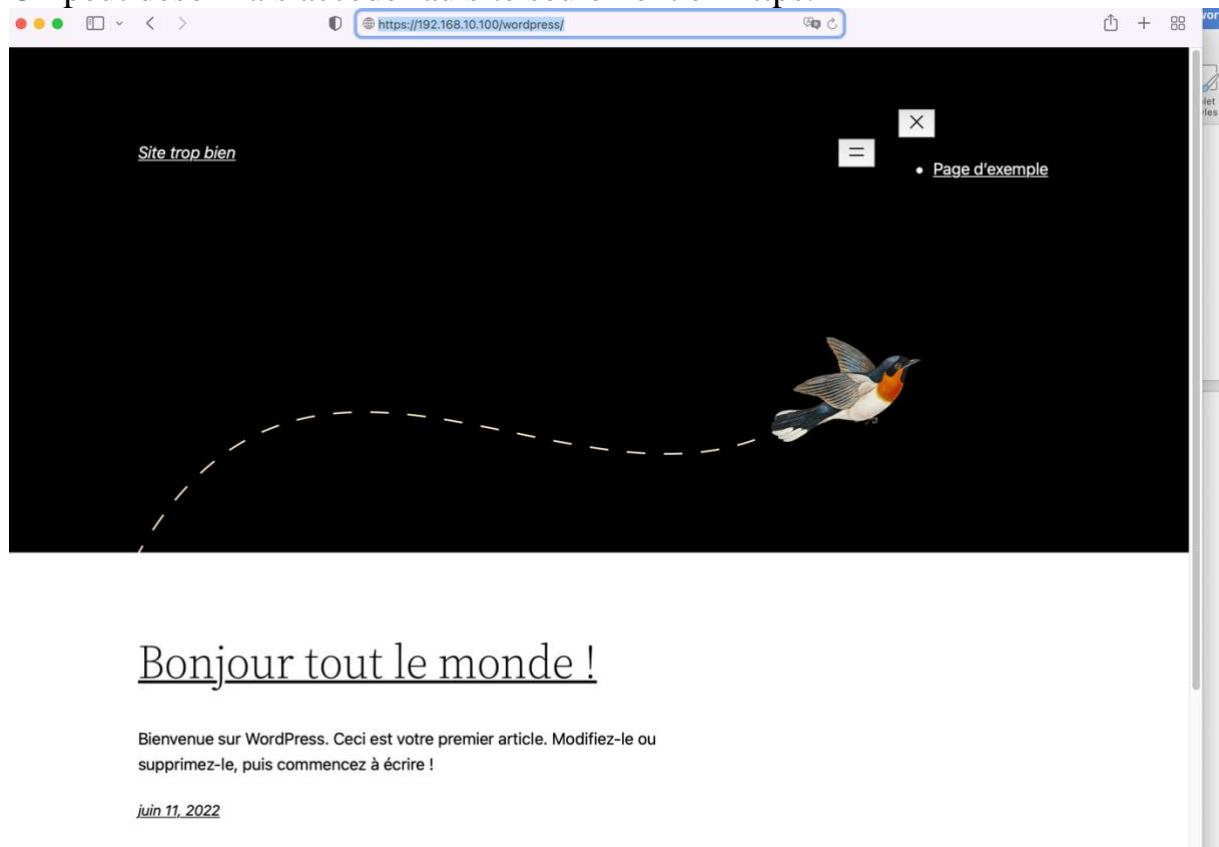 https://192.168.10.100/wordpress/
Site trop bien
Page d'exemple
Bonjour tout le monde !
Bienvenue sur WordPress. Ceci est votre premier article. Modifiez-le ou
supprimez-le, puis commencez à écrire !
juin 11, 2022